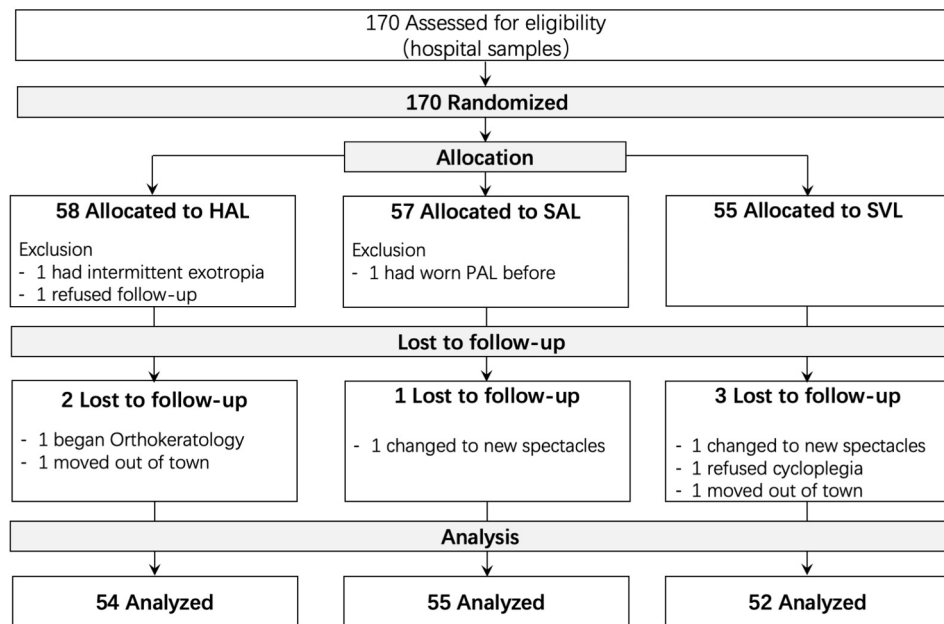 170 Assessed for eligibility
(hospital samples)
170 Randomized
Allocation
58 Allocated to HAL
Exclusion
- 1 had intermittent exotropia
- 1 refused follow-up
57 Allocated to SAL
Exclusion
- 1 had worn PAL before
55 Allocated to SVL
Lost to follow-up
2 Lost to follow-up
- 1 began Orthokeratology
- 1 moved out of town
1 Lost to follow-up
- 1 changed to new spectacles
3 Lost to follow-up
- 1 changed to new spectacles
- 1 refused cycloplegia
- 1 moved out of town
Analysis
54 Analyzed
55 Analyzed
52 Analyzed